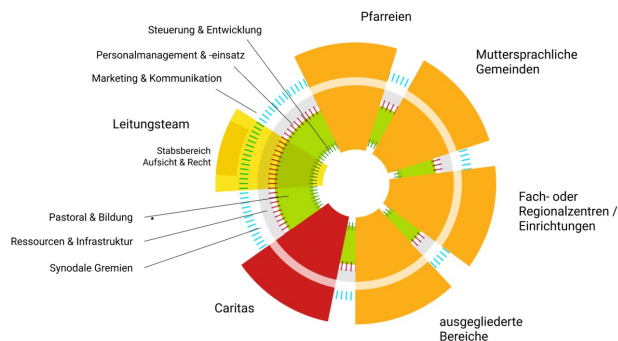 Pfarreien
Steuerung & Entwicklung
Personalmanagement & -einsatz
Marketing & Kommunikation
Muttersprachliche
Gemeinden
Leitungsteam
Stabsbereich
Aufsicht & Recht
Pastoral & Bildung *
Ressourcen & Infrastruktur
Synodale Gremien
Fach- oder
Regionalzentren /
Einrichtungen
Caritas
ausgegliederte
Bereiche